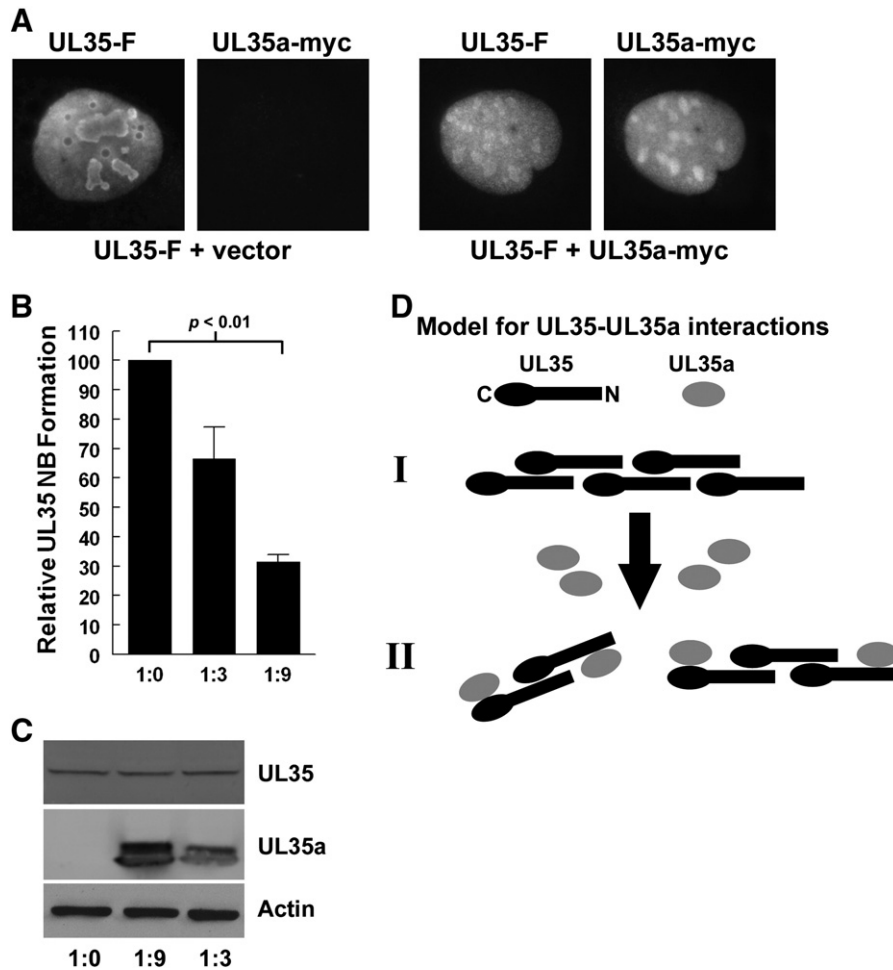 A
UL35-F UL35a-myc UL35-F UL35a-myc
UL35-F + vector UL35-F + UL35a-myc
B
p < 0.01
Relative UL35 NB Formation
110
100
90
80
70
60
50
40
30
20
10
0
1:0 1:3 1:9
C
UL35
UL35a
Actin
1:0 1:9 1:3
D
Model for UL35-UL35a interactions
UL35 UL35a
C N
I
II